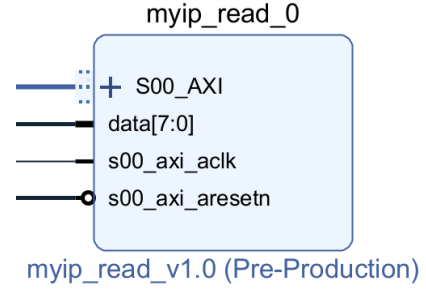 myip_read_0
S00_AXI
data[7:0]
s00_axi_aclk
s00_axi_aresetn
myip_read_v1.0 (Pre-Production)